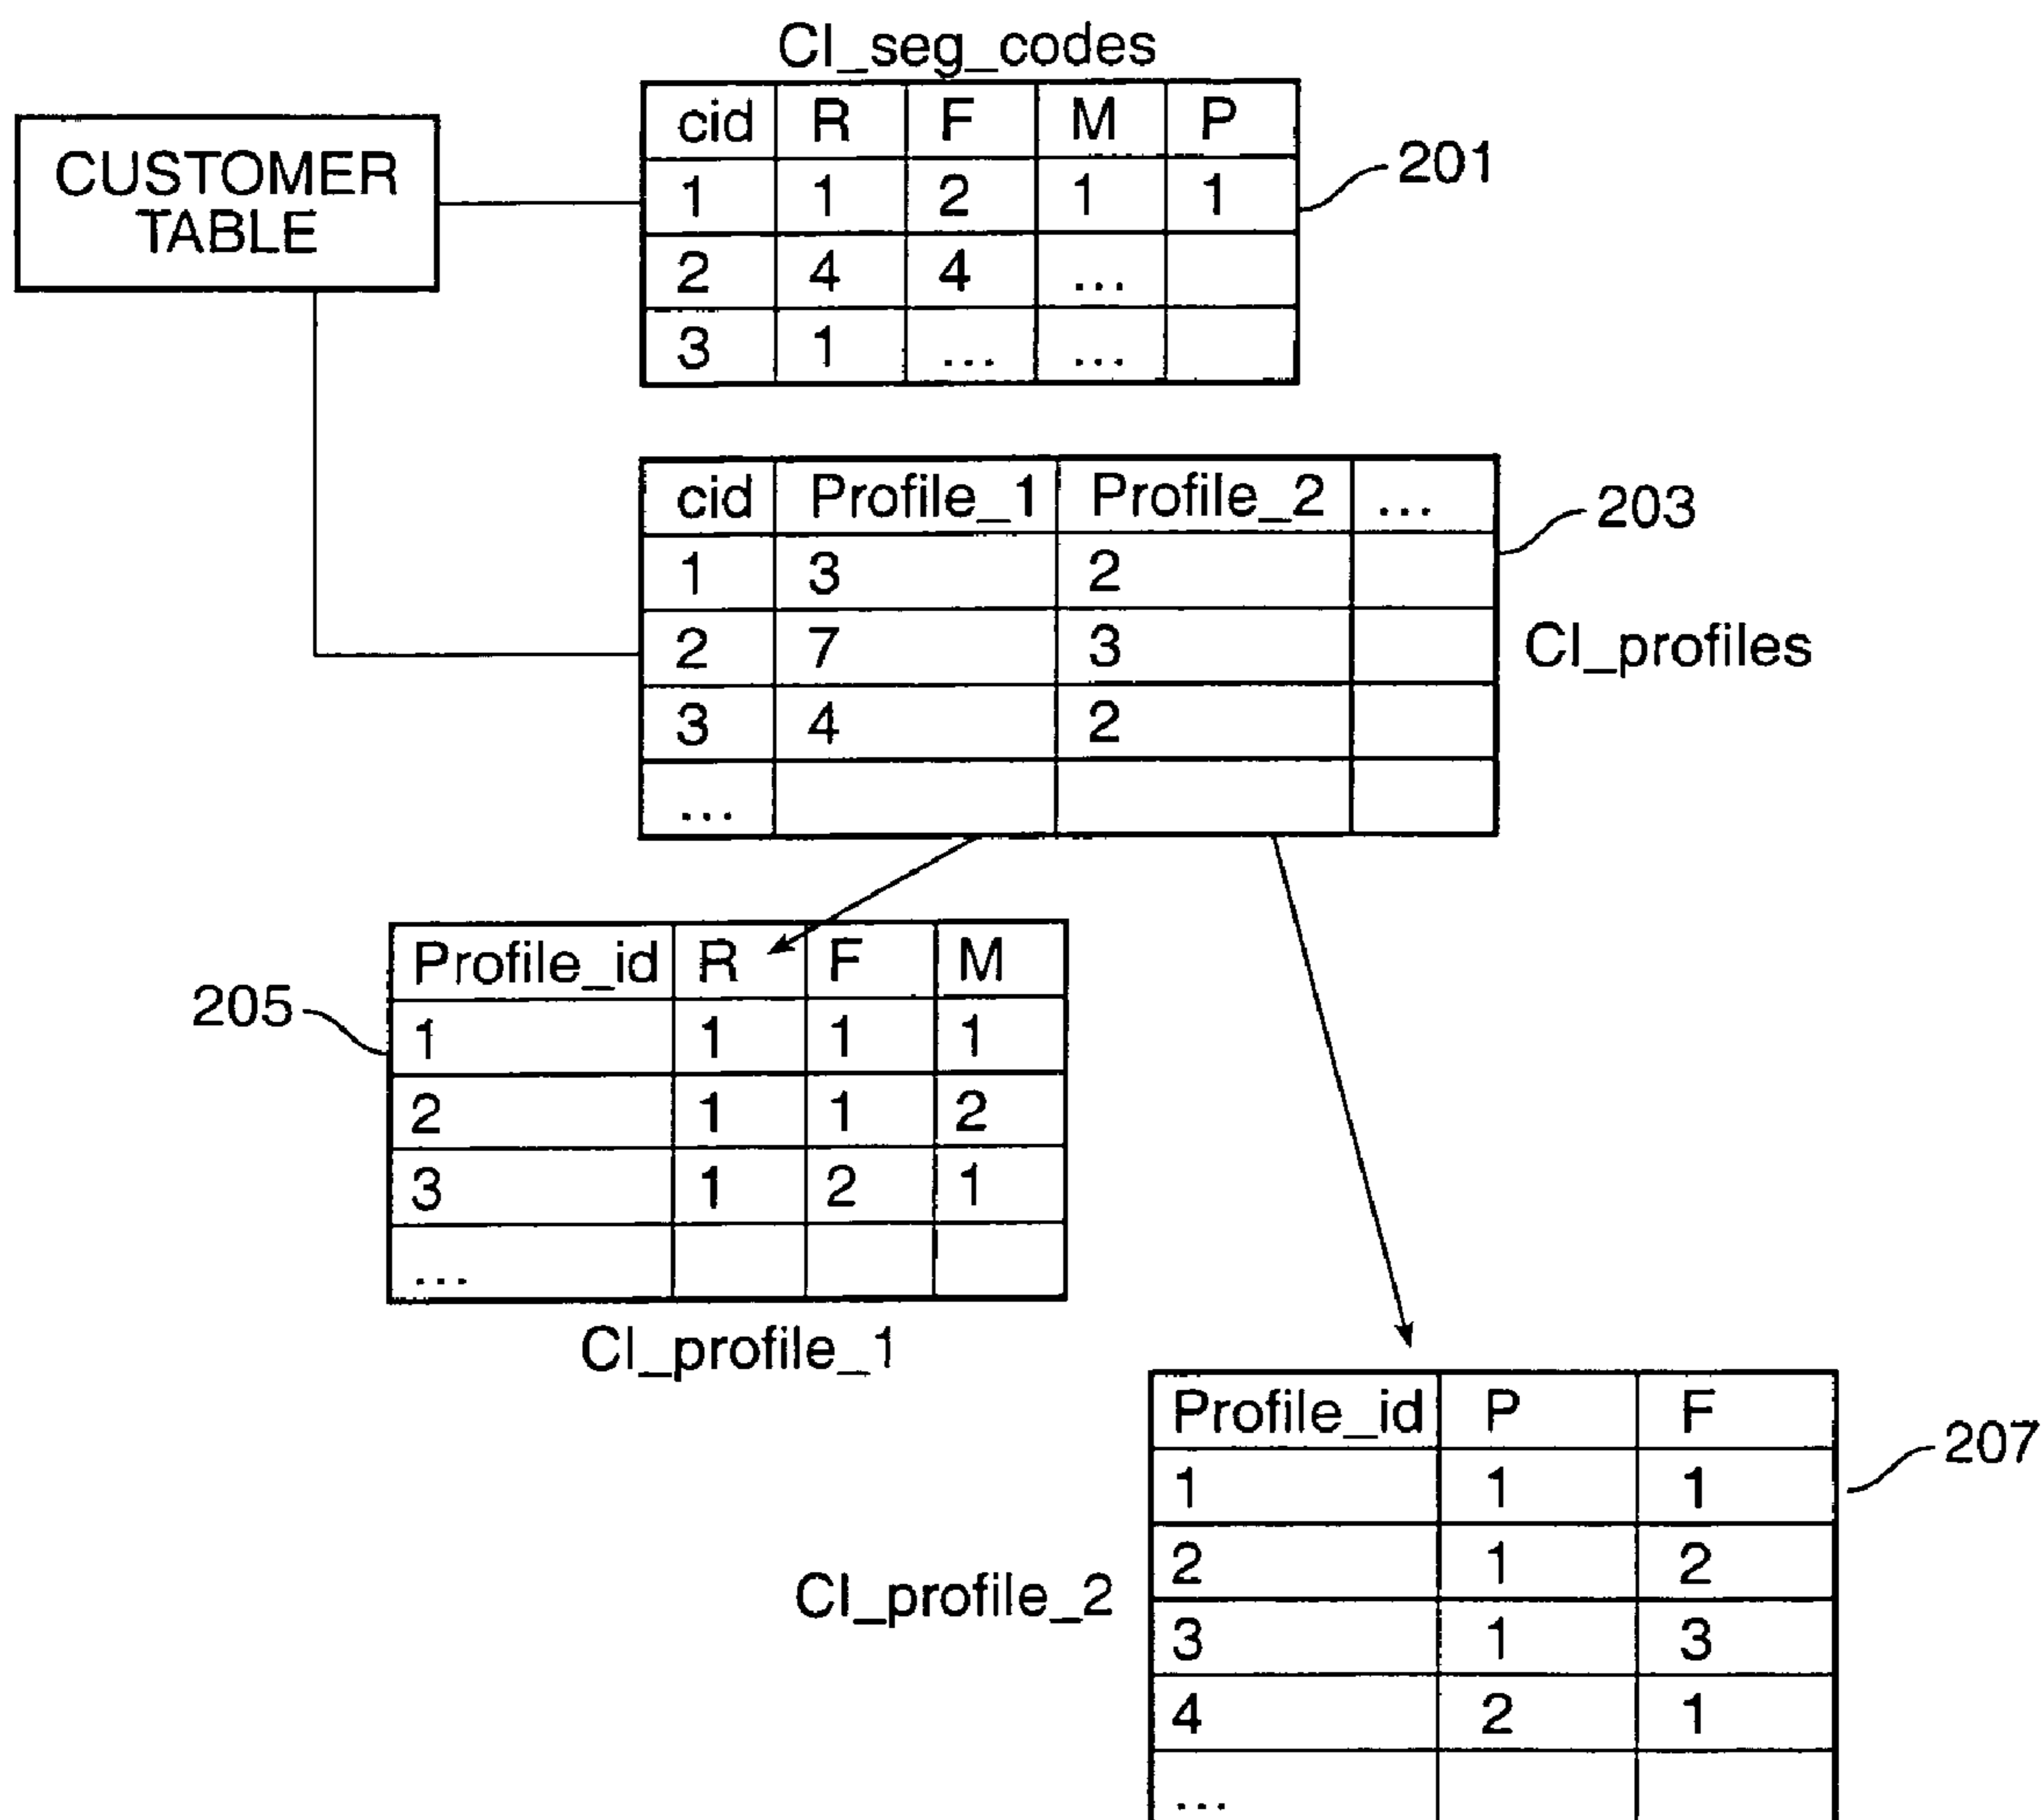 CI_seg_codes
CUSTOMER
TABLE
cid R F M P
1 1 2 1 1
2 4 4 ...
3 1 ... ...
201
cid Profile_1 Profile_2 ...
1 3 2
2 7 3
3 4 2
...
203
CI_profiles
Profile_id R F M
1 1 1 1
2 1 1 2
3 1 2 1
...
205
CI_profile_1
Profile_id P F
1 1 1
2 1 2
3 1 3
4 2 1
...
207
CI_profile_2